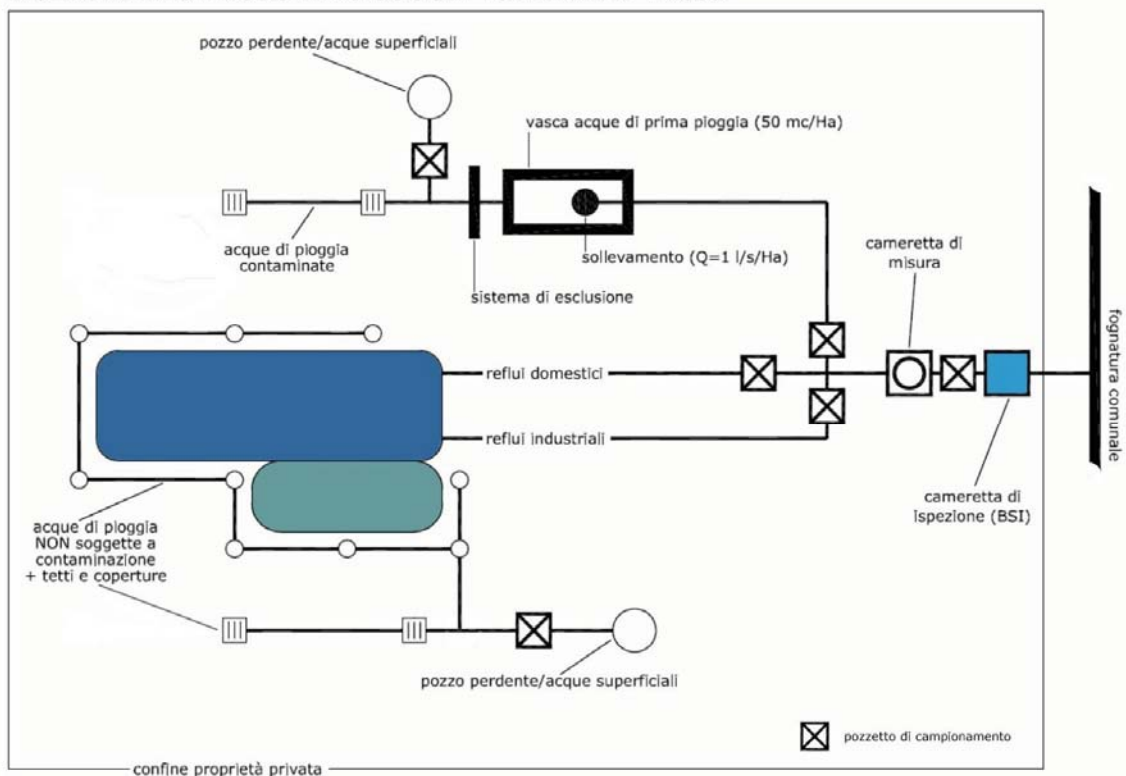 pozzo perdente/acque superficiali
vasca acque di prima pioggia (50 mc/Ha)
acque di pioggia
contaminate
sollevamento (Q=1 l/s/Ha)
sistema di esclusione
cameretta di
misura
fognatura comunale
reflui domestici
reflui industriali
cameretta di
ispezione (BSI)
acque di pioggia
NON soggette a
contaminazione
+ tetti e coperture
pozzo perdente/acque superficiali
pozzetto di campionamento
confine proprietà privata